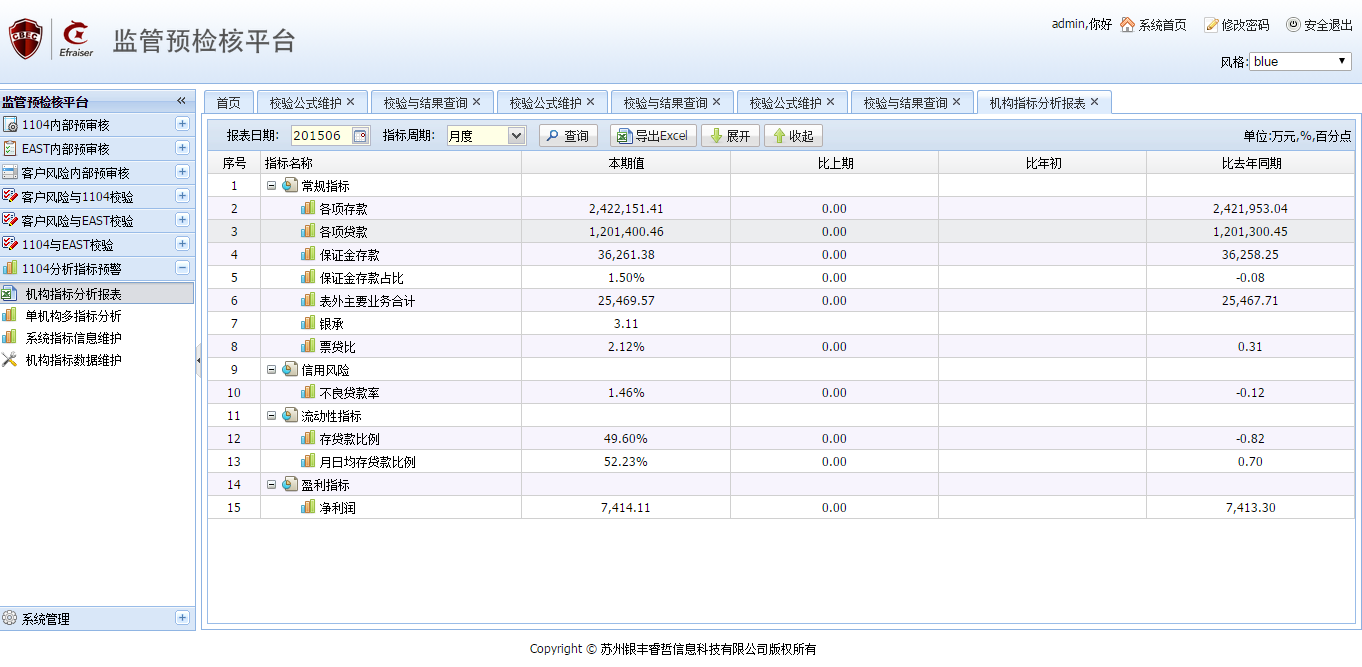 CBEC
Efraiser
监管预检核平台
admin,你好 系统首页 修改密码 安全退出
风格: blue
监管预检核平台
1104内部预审核
EAST内部预审核
客户风险内部预审核
客户风险与1104校验
客户风险与EAST校验
1104与EAST校验
1104分析指标预警
机构指标分析报表
单机构多指标分析
系统指标信息维护
机构指标数据维护
系统管理
首页 校验公式维护 校验与结果查询 校验公式维护 校验与结果查询 校验公式维护 校验与结果查询 机构指标分析报表
报表日期: 201506 指标周期: 月度 查询 导出Excel 展开 收起 单位:万元,%,百分点
序号 指标名称 本期值 比上期 比年初 比去年同期
1 常规指标
2 各项存款 2,422,151.41 0.00 2,421,953.04
3 各项贷款 1,201,400.46 0.00 1,201,300.45
4 保证金存款 36,261.38 0.00 36,258.25
5 保证金存款占比 1.50% 0.00 -0.08
6 表外主要业务合计 25,469.57 0.00 25,467.71
7 银承 3.11
8 票贷比 2.12% 0.00 0.31
9 信用风险
10 不良贷款率 1.46% 0.00 -0.12
11 流动性指标
12 存贷款比例 49.60% 0.00 -0.82
13 月日均存贷款比例 52.23% 0.00 0.70
14 盈利指标
15 净利润 7,414.11 0.00 7,413.30
Copyright © 苏州银丰睿哲信息科技有限公司版权所有